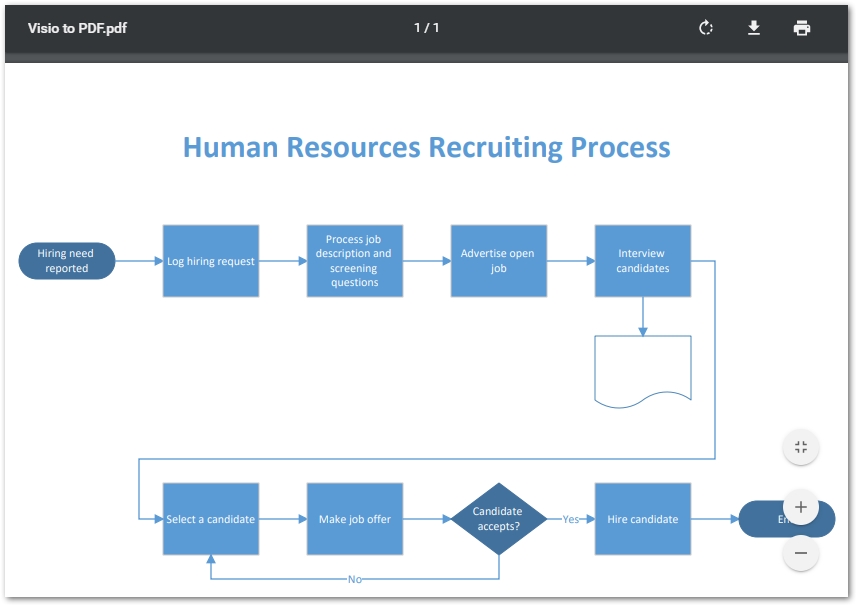 Visio to PDF.pdf
1 / 1
Human Resources Recruiting Process
Hiring need
reported
Log hiring request
Process job
description and
screening
questions
Advertise open
job
Interview
candidates
Select a candidate
Make job offer
Candidate
accepts?
Yes
Hire candidate
No